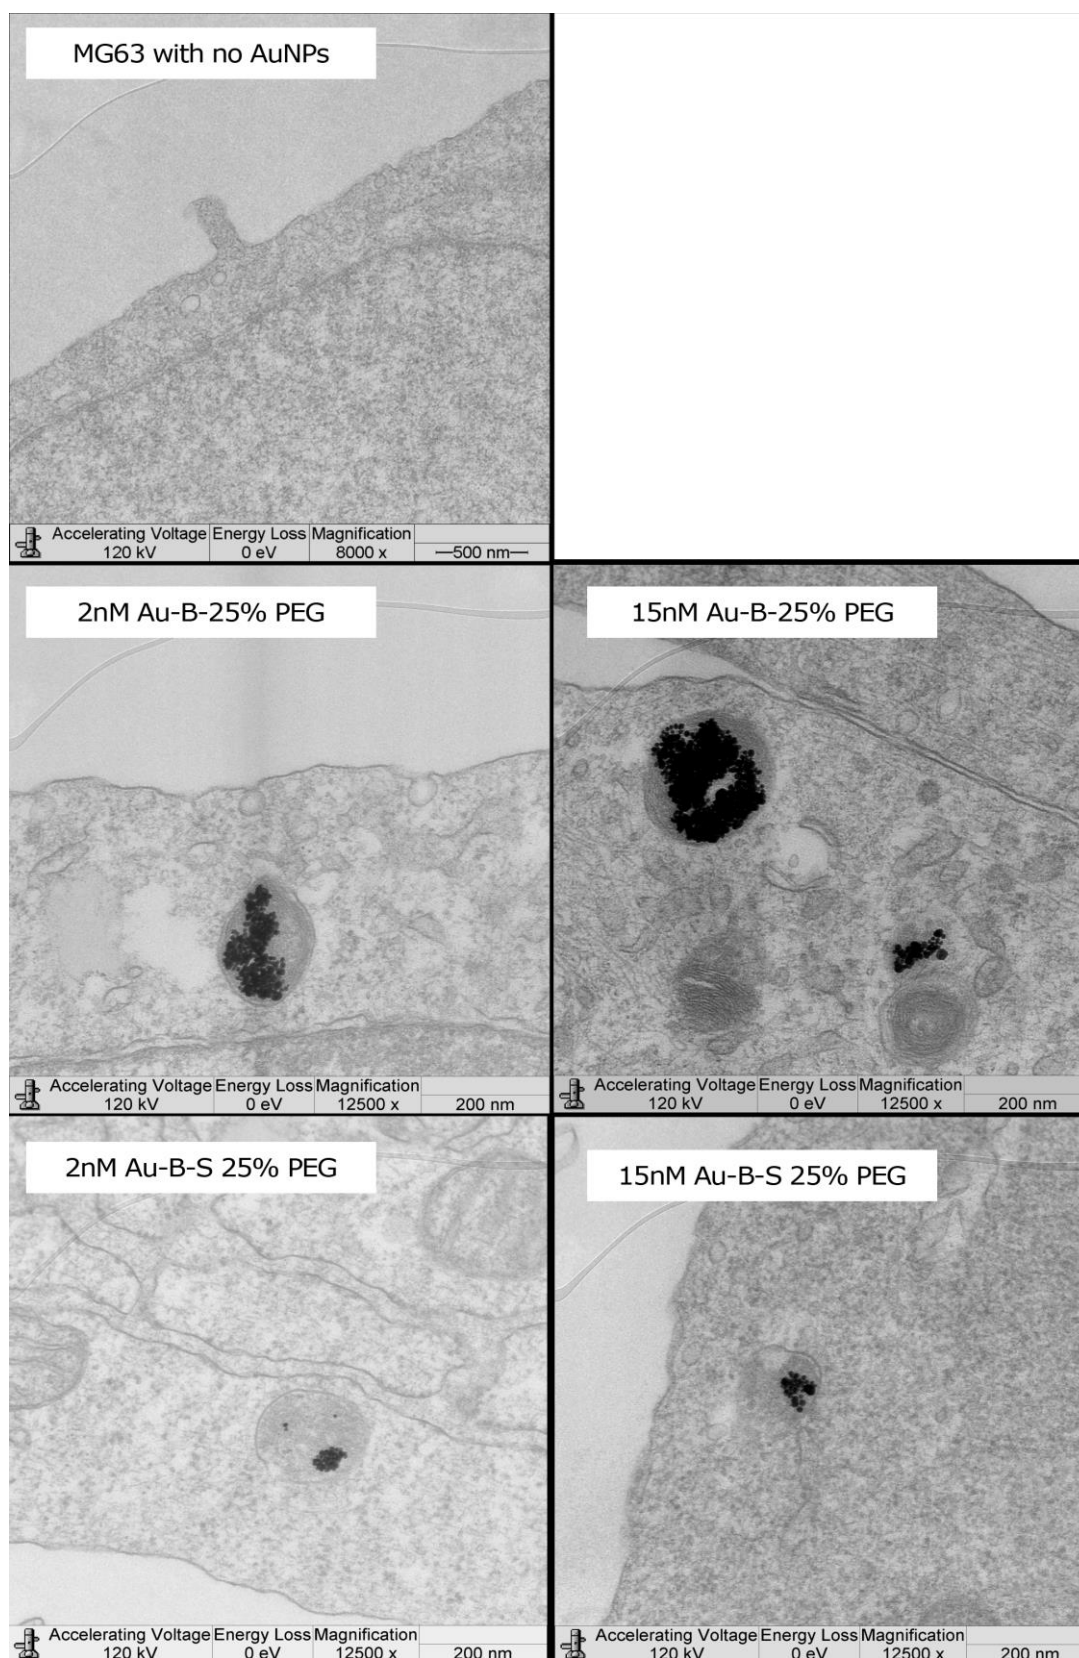 MG63 with no AuNPs
Accelerating Voltage Energy Loss Magnification
120 kV 0 eV 8000 x 500 nm
2nM Au-B-25% PEG
15nM Au-B-25% PEG
Accelerating Voltage Energy Loss Magnification
120 kV 0 eV 12500 x 200 nm
Accelerating Voltage Energy Loss Magnification
120 kV 0 eV 12500 x 200 nm
2nM Au-B-S 25% PEG
15nM Au-B-S 25% PEG
Accelerating Voltage Energy Loss Magnification
120 kV 0 eV 12500 x 200 nm
Accelerating Voltage Energy Loss Magnification
120 kV 0 eV 12500 x 200 nm